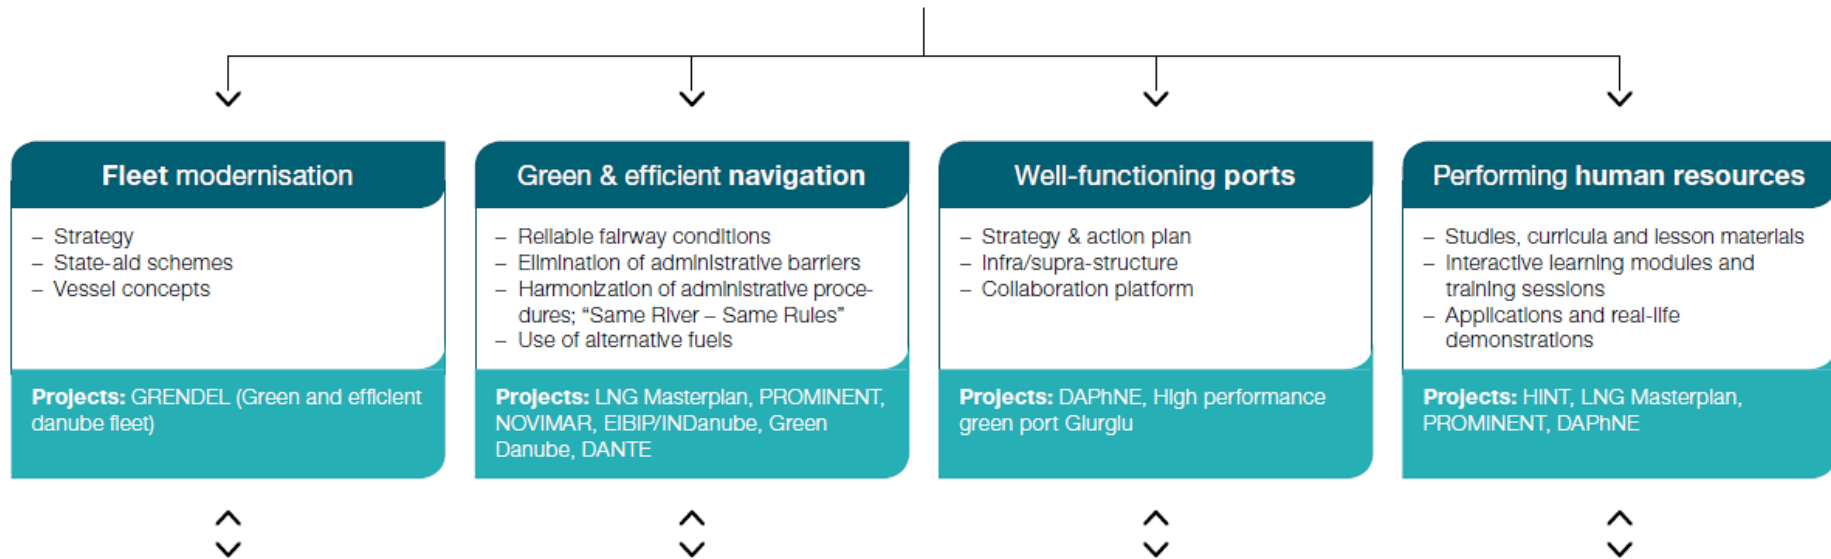 Fleet modernisation
– Strategy
– State-aid schemes
– Vessel concepts
Projects: GRENDEL (Green and efficient
danube fleet)
Green & efficient navigation
– Reliable fairway conditions
– Elimination of administrative barriers
– Harmonization of administrative proce-
dures; “Same River – Same Rules”
– Use of alternative fuels
Projects: LNG Masterplan, PROMINENT,
NOVIMAR, EIBIP/INDanube, Green
Danube, DANTE
Well-functioning ports
– Strategy & action plan
– Infra/supra-structure
– Collaboration platform
Projects: DAPhNE, High performance
green port Giurgiu
Performing human resources
– Studies, curricula and lesson materials
– Interactive learning modules and
training sessions
– Applications and real-life
demonstrations
Projects: HINT, LNG Masterplan,
PROMINENT, DAPhNE